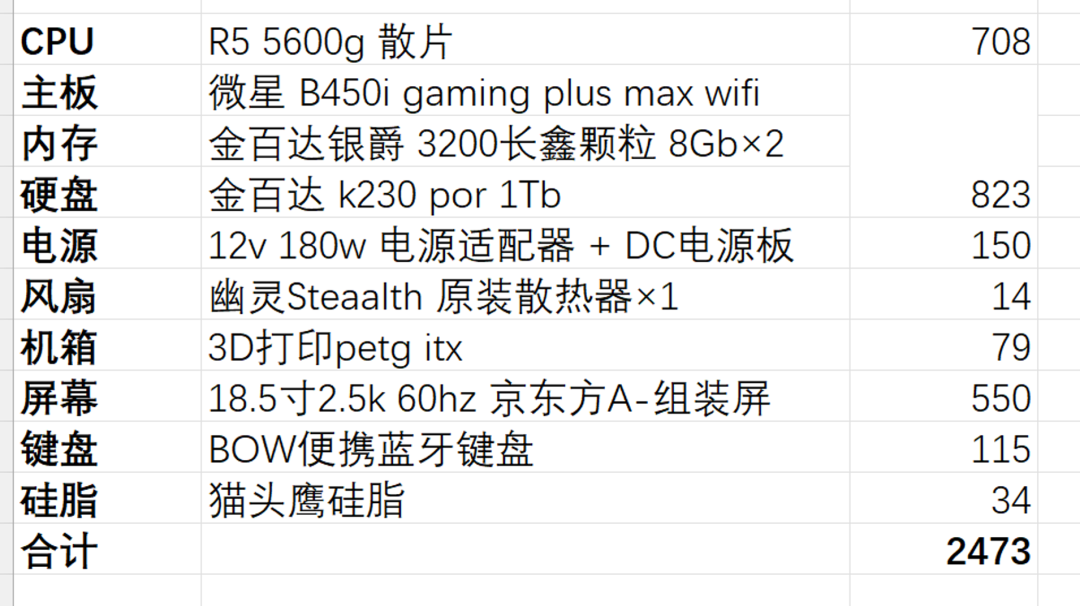 CPU R5 5600g 散片 708
主板 微星 B450i gaming plus max wifi
内存 金百达银爵 3200长鑫颗粒 8Gb×2
硬盘 金百达 k230 por 1Tb 823
电源 12v 180w 电源适配器 + DC电源板 150
风扇 幽灵Steaalth 原装散热器×1 14
机箱 3D打印petg itx 79
屏幕 18.5寸2.5k 60hz 京东方A-组装屏 550
键盘 BOW便携蓝牙键盘 115
硅脂 猫头鹰硅脂 34
合计 2473